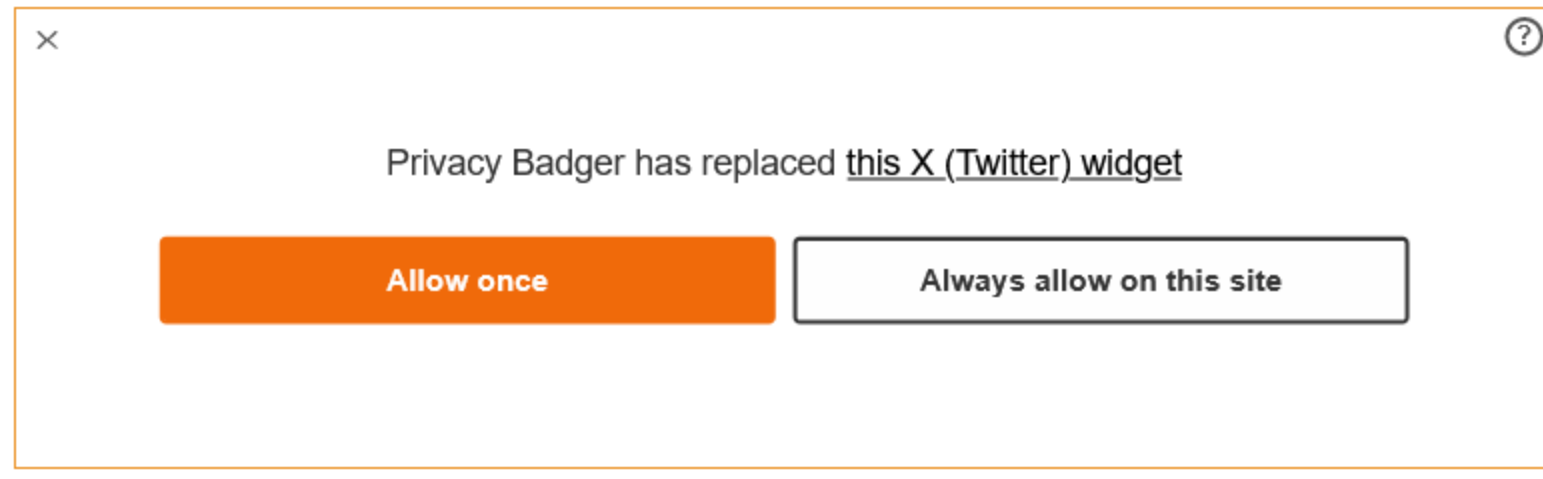 Privacy Badger has replaced this X (Twitter) widget
Allow once
Always allow on this site